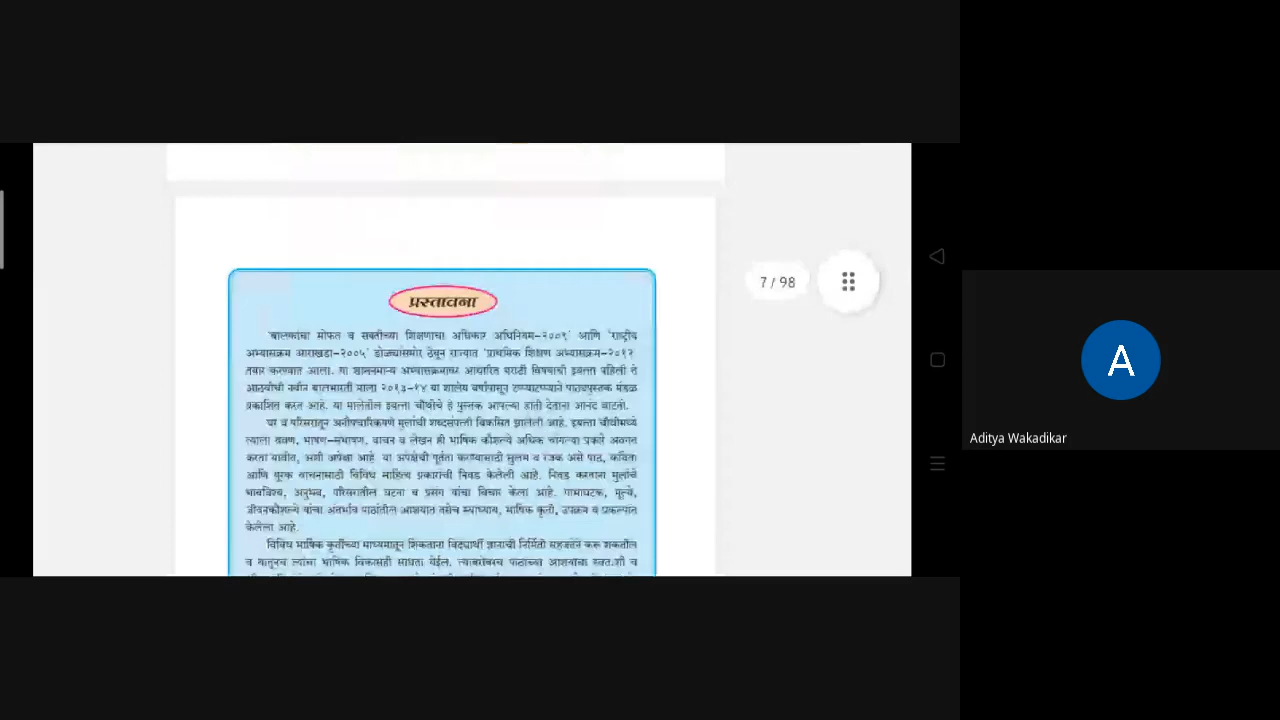 प्रस्तावना
'बालकांचा मोफत व सक्तीच्या शिक्षणाचा अधिकार अधिनियम-२००९' आणि 'राष्ट्रीय
अभ्यासक्रम आराखडा-२००५' डोळ्यांसमोर ठेवून राज्यात 'प्राथमिक शिक्षण अभ्यासक्रम-२०१२'
तयार करण्यात आला. या शासनमान्य अभ्यासक्रमावर आधारित मराठी विषयाची इयत्ता पहिली ते
आठवीची नवीन बालभारती माला २०१३-१४ या शालेय वर्षापासून टप्प्याटप्प्याने पाठ्यपुस्तक मंडळ
प्रकाशित करत आहे. या मालेतील इयत्ता चौथीचे हे पुस्तक आपल्या हाती देताना आनंद वाटतो.
घर व परिसरातून अनौपचारिकपणे मुलांची शब्दसंपत्ती विकसित झालेली आहे. इयत्ता चौथीमध्ये
त्याला श्रवण, भाषण-संभाषण, वाचन व लेखन ही भाषिक कौशल्ये अधिक चांगल्या प्रकारे अवगत
करता यावीत, अशी अपेक्षा आहे. या अपेक्षेची पूर्तता करण्यासाठी सुलभ व रंजक असे पाठ, कविता
आणि पूरक वाचनासाठी विविध साहित्य प्रकारांची निवड केलेली आहे. निवड करताना मुलांचे
भावविश्व, अनुभव, परिसरातील घटना व प्रसंग यांचा विचार केला आहे. गाभाघटक, मूल्ये,
जीवनकौशल्ये यांचा अंतर्भाव पाठांतील आशयात तसेच स्वाध्याय, भाषिक कृती, उपक्रम व प्रकल्पांत
केलेला आहे.
विविध भाषिक कृतींच्या माध्यमातून शिकताना विद्यार्थी ज्ञानाची निर्मिती सहजतेने करू शकतील
व यातूनच त्यांचा भाषिक विकासही साधता येईल. त्याबरोबरच पाठाच्या आशयाचा स्वतःशी व
7 / 98
A
Aditya Wakadikar